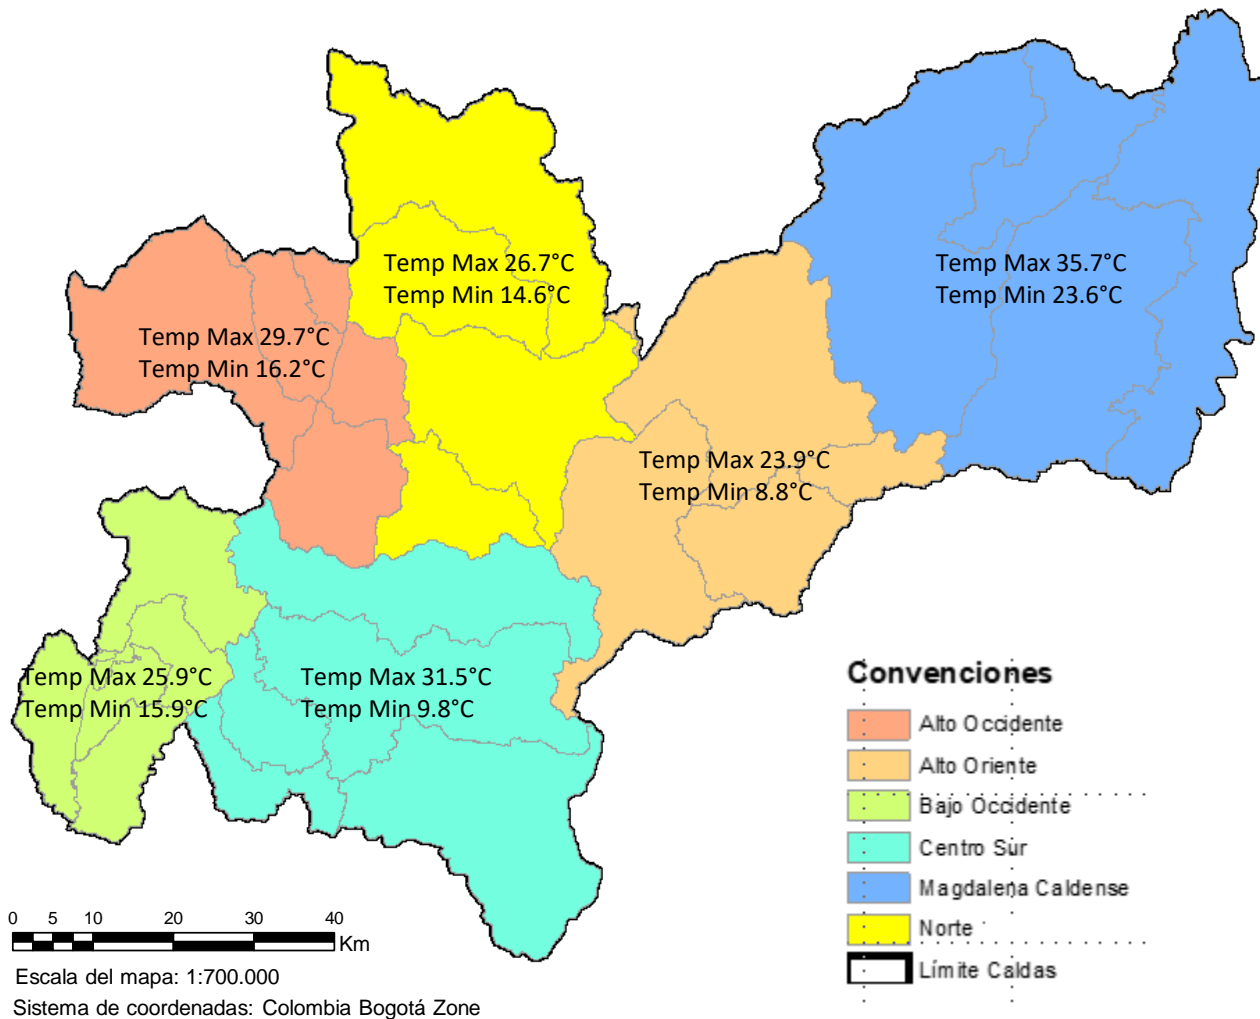 Temp Max 26.7°C
Temp Min 14.6°C
Temp Max 35.7°C
Temp Min 23.6°C
Temp Max 29.7°C
Temp Min 16.2°C
Temp Max 23.9°C
Temp Min 8.8°C
Temp Max 25.9°C
Temp Min 15.9°C
Temp Max 31.5°C
Temp Min 9.8°C
Convenciones
Alto Occidente
Alto Oriente
Bajo Occidente
Centro Sur
Magdalena Caldense
Norte
Límite Caldas
0 5 10 20 30 40
Km
Escala del mapa: 1:700.000
Sistema de coordenadas: Colombia Bogotá Zone